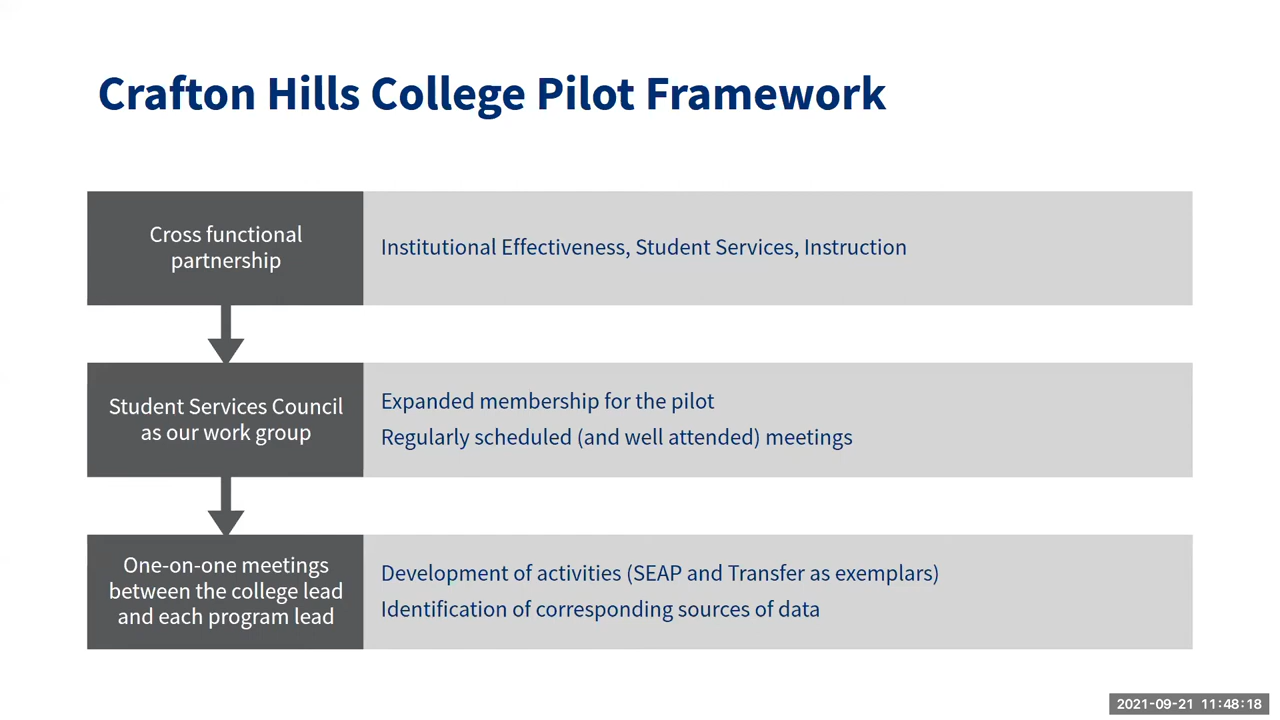 Crafton Hills College Pilot Framework
Cross functional
partnership
Institutional Effectiveness, Student Services, Instruction
Student Services Council
as our work group
Expanded membership for the pilot
Regularly scheduled (and well attended) meetings
One-on-one meetings
between the college lead
and each program lead
Development of activities (SEAP and Transfer as exemplars)
Identification of corresponding sources of data
2021-09-21 11:48:18